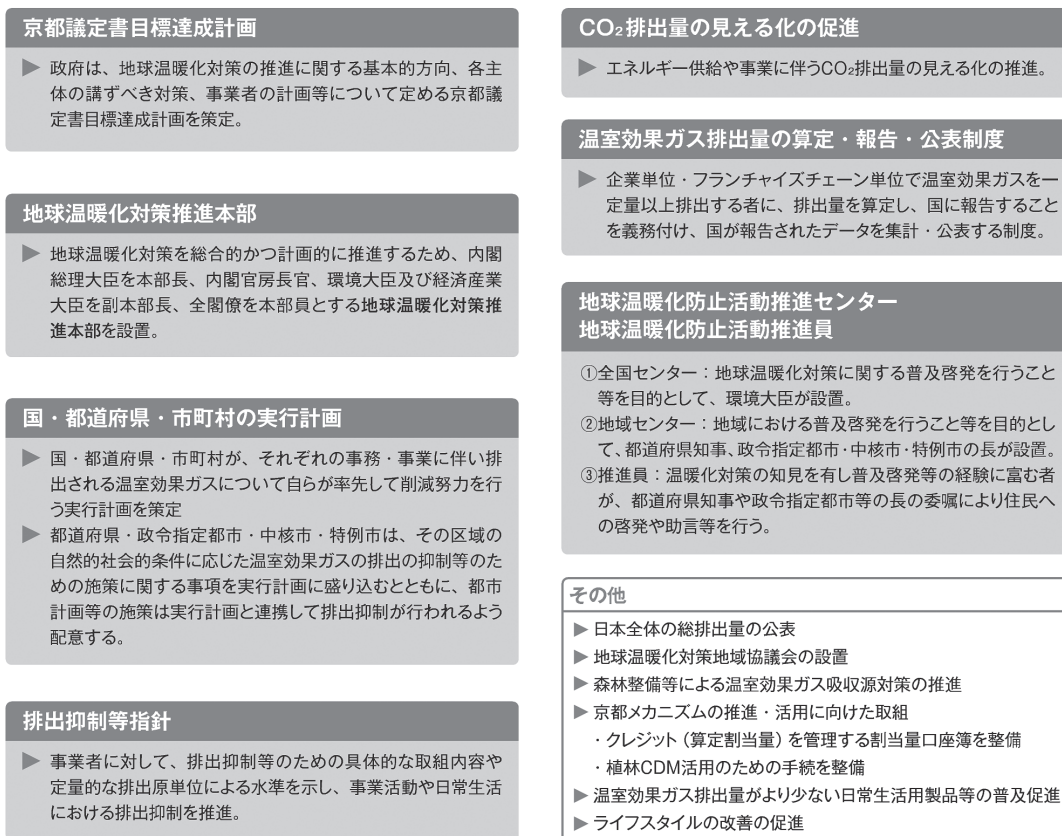 京都議定書目標達成計画
▶ 政府は、地球温暖化対策の推進に関する基本的方向、各主
体の講ずべき対策、事業者の計画等について定める京都議
定書目標達成計画を策定。
地球温暖化対策推進本部
▶ 地球温暖化対策を総合的かつ計画的に推進するため、内閣
総理大臣を本部長、内閣官房長官、環境大臣及び経済産業
大臣を副本部長、全閣僚を本部員とする地球温暖化対策推
進本部を設置。
国・都道府県・市町村の実行計画
▶ 国・都道府県・市町村が、それぞれの事務・事業に伴い排
出される温室効果ガスについて自らが率先して削減努力を行
う実行計画を策定
▶ 都道府県・政令指定都市・中核市・特例市は、その区域の
自然的社会的条件に応じた温室効果ガスの排出の抑制等のた
めの施策に関する事項を実行計画に盛り込むとともに、都市
計画等の施策は実行計画と連携して排出抑制が行われるよう
配意する。
排出抑制等指針
▶ 事業者に対して、排出抑制等のための具体的な取組内容や
定量的な排出原単位による水準を示し、事業活動や日常生活
における排出抑制を推進。
CO₂排出量の見える化の促進
▶ エネルギー供給や事業に伴うCO₂排出量の見える化の推進。
温室効果ガス排出量の算定・報告・公表制度
▶ 企業単位・フランチャイズチェーン単位で温室効果ガスを一
定量以上排出する者に、排出量を算定し、国に報告すること
を義務付け、国が報告されたデータを集計・公表する制度。
地球温暖化防止活動推進センター
地球温暖化防止活動推進員
①全国センター：地球温暖化対策に関する普及啓発を行うこと
等を目的として、環境大臣が設置。
②地域センター：地域における普及啓発を行うこと等を目的とし
て、都道府県知事、政令指定都市・中核市・特例市の長が設置。
③推進員：温暖化対策の知見を有し普及啓発等の経験に富む者
が、都道府県知事や政令指定都市等の長の委嘱により住民へ
の啓発や助言等を行う。
その他
▶ 日本全体の総排出量の公表
▶ 地球温暖化対策地域協議会の設置
▶ 森林整備等による温室効果ガス吸収源対策の推進
▶ 京都メカニズムの推進・活用に向けた取組
・クレジット（算定割当量）を管理する割当量口座簿を整備
・植林CDM活用のための手続を整備
▶ 温室効果ガス排出量がより少ない日常生活用製品等の普及促進
▶ ライフスタイルの改善の促進